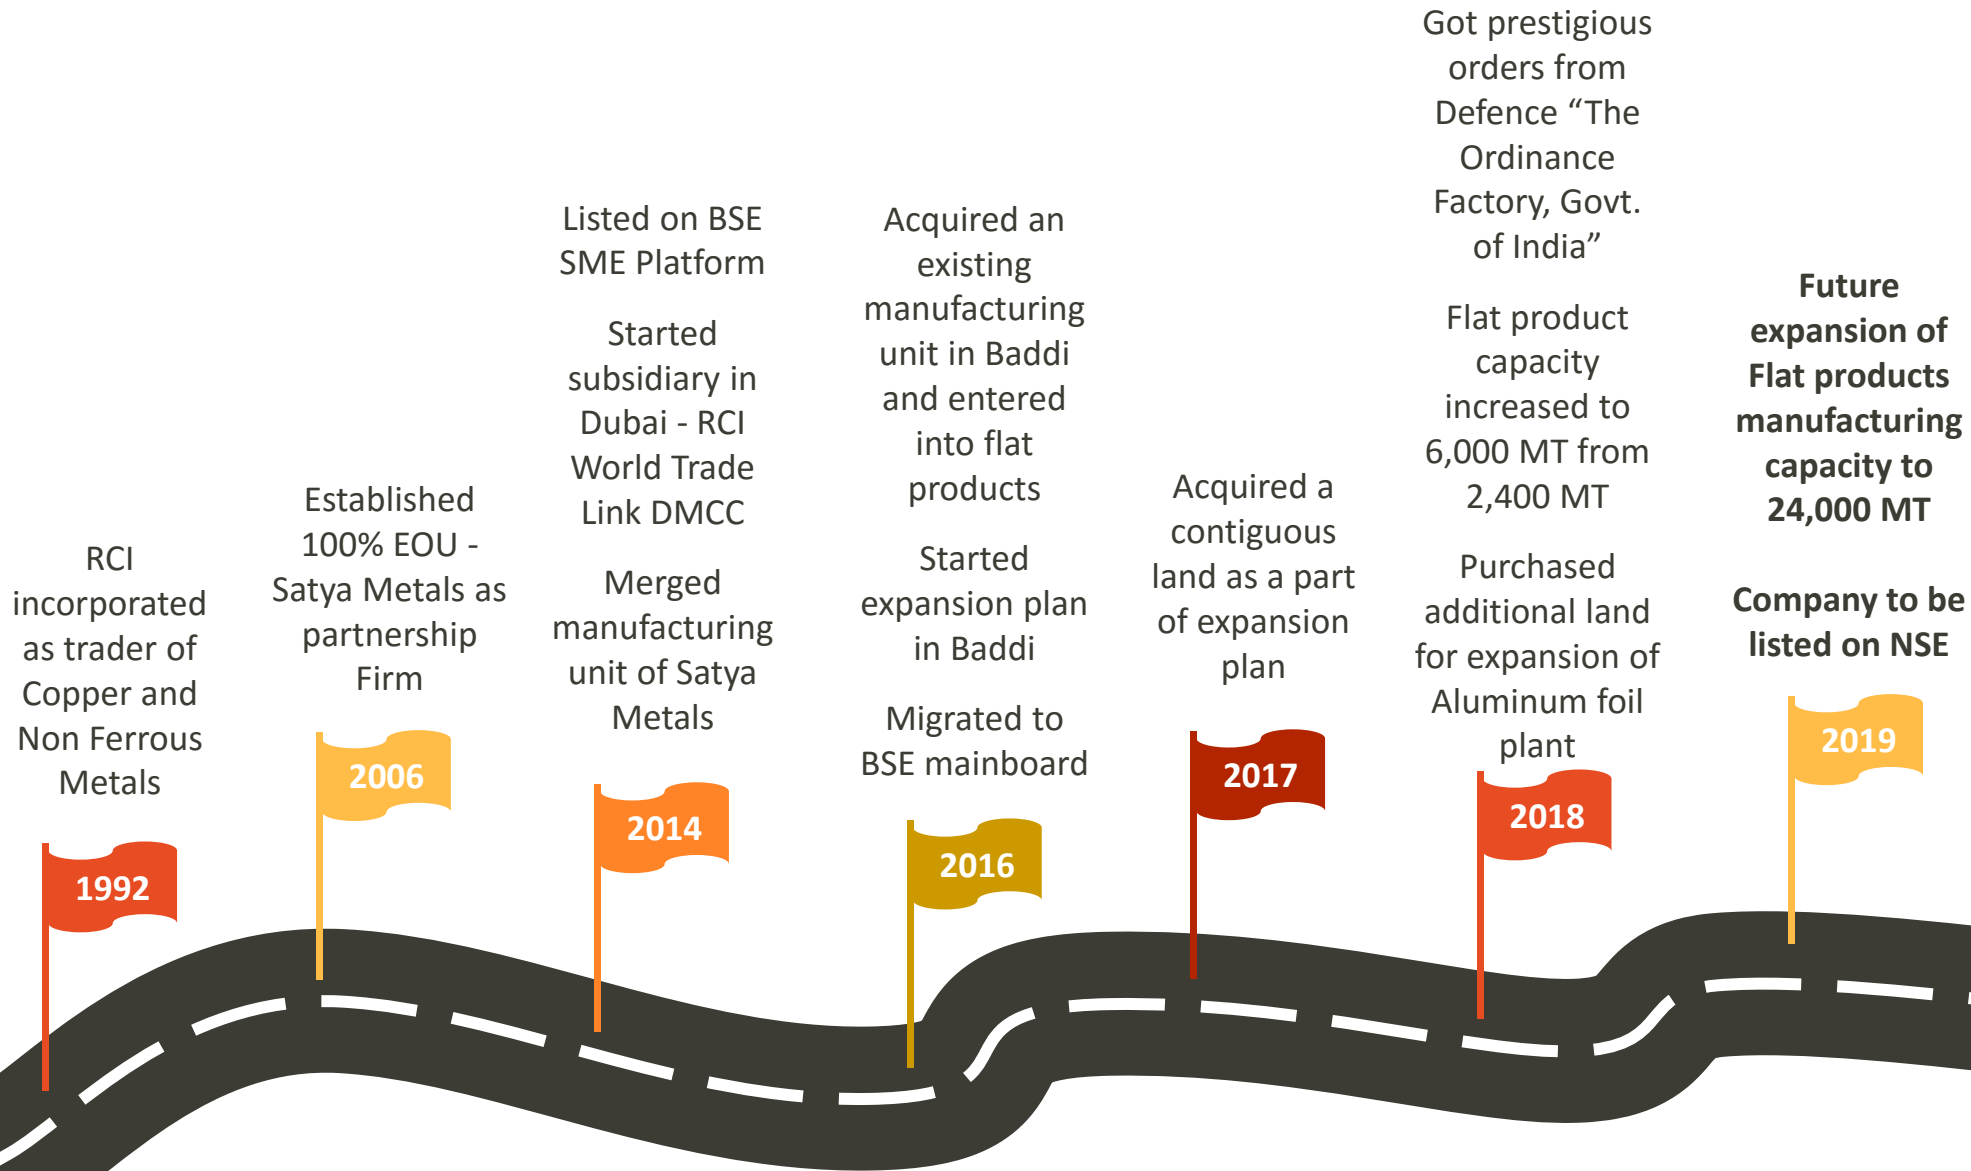 RCI
incorporated
as trader of
Copper and
Non Ferrous
Metals
1992
Established
100% EOU -
Satya Metals as
partnership
Firm
2006
Listed on BSE
SME Platform
Started
subsidiary in
Dubai - RCI
World Trade
Link DMCC
Merged
manufacturing
unit of Satya
Metals
2014
Acquired an
existing
manufacturing
unit in Baddi
and entered
into flat
products
Started
expansion plan
in Baddi
Migrated to
BSE mainboard
2016
Acquired a
contiguous
land as a part
of expansion
plan
2017
Got prestigious
orders from
Defence “The
Ordinance
Factory, Govt.
of India”
Flat product
capacity
increased to
6,000 MT from
2,400 MT
Purchased
additional land
for expansion of
Aluminum foil
plant
2018
Future
expansion of
Flat products
manufacturing
capacity to
24,000 MT
Company to be
listed on NSE
2019